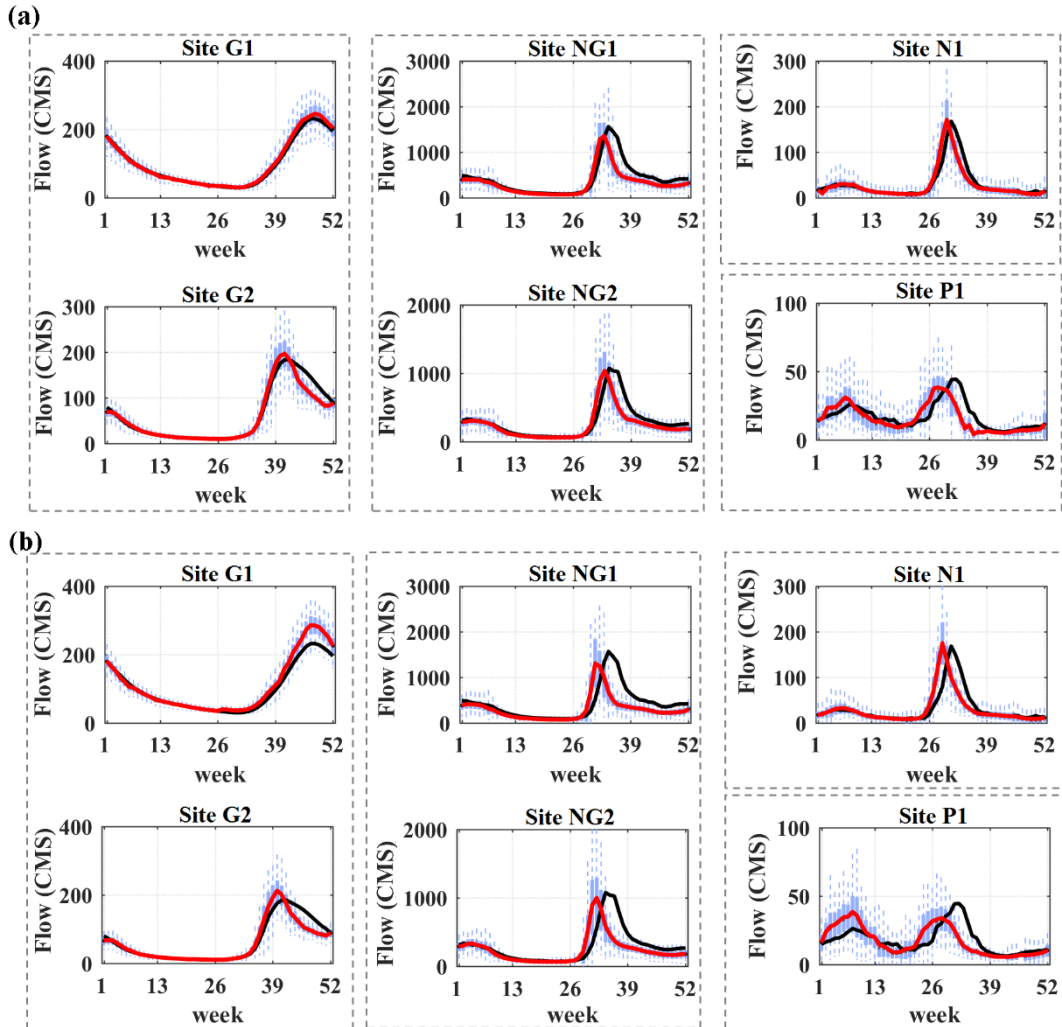 (a)
Site G1
Flow (CMS)
400
200
0
1 13 26 39 52
week
Site NG1
Flow (CMS)
3000
2000
1000
0
1 13 26 39 52
week
Site N1
Flow (CMS)
300
200
100
0
1 13 26 39 52
week
Site G2
Flow (CMS)
300
200
100
0
1 13 26 39 52
week
Site NG2
Flow (CMS)
2000
1000
0
1 13 26 39 52
week
Site P1
Flow (CMS)
100
50
0
1 13 26 39 52
week
(b)
Site G1
Flow (CMS)
400
200
0
1 13 26 39 52
week
Site NG1
Flow (CMS)
3000
2000
1000
0
1 13 26 39 52
week
Site N1
Flow (CMS)
300
200
100
0
1 13 26 39 52
week
Site G2
Flow (CMS)
400
200
0
1 13 26 39 52
week
Site NG2
Flow (CMS)
2000
1000
0
1 13 26 39 52
week
Site P1
Flow (CMS)
100
50
0
1 13 26 39 52
week